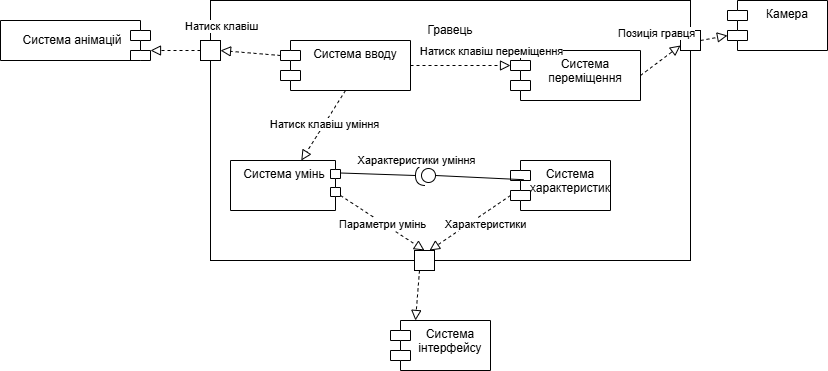 Натиск клавіш
Гравець
Камера
Система анімацій
Позиція гравця
Система вводу
Натиск клавіш переміщення
Система
переміщення
Натиск клавіш уміння
Характеристики уміння
Система умінь
Система
характеристик
Параметри умінь
Характеристики
Система
інтерфейсу